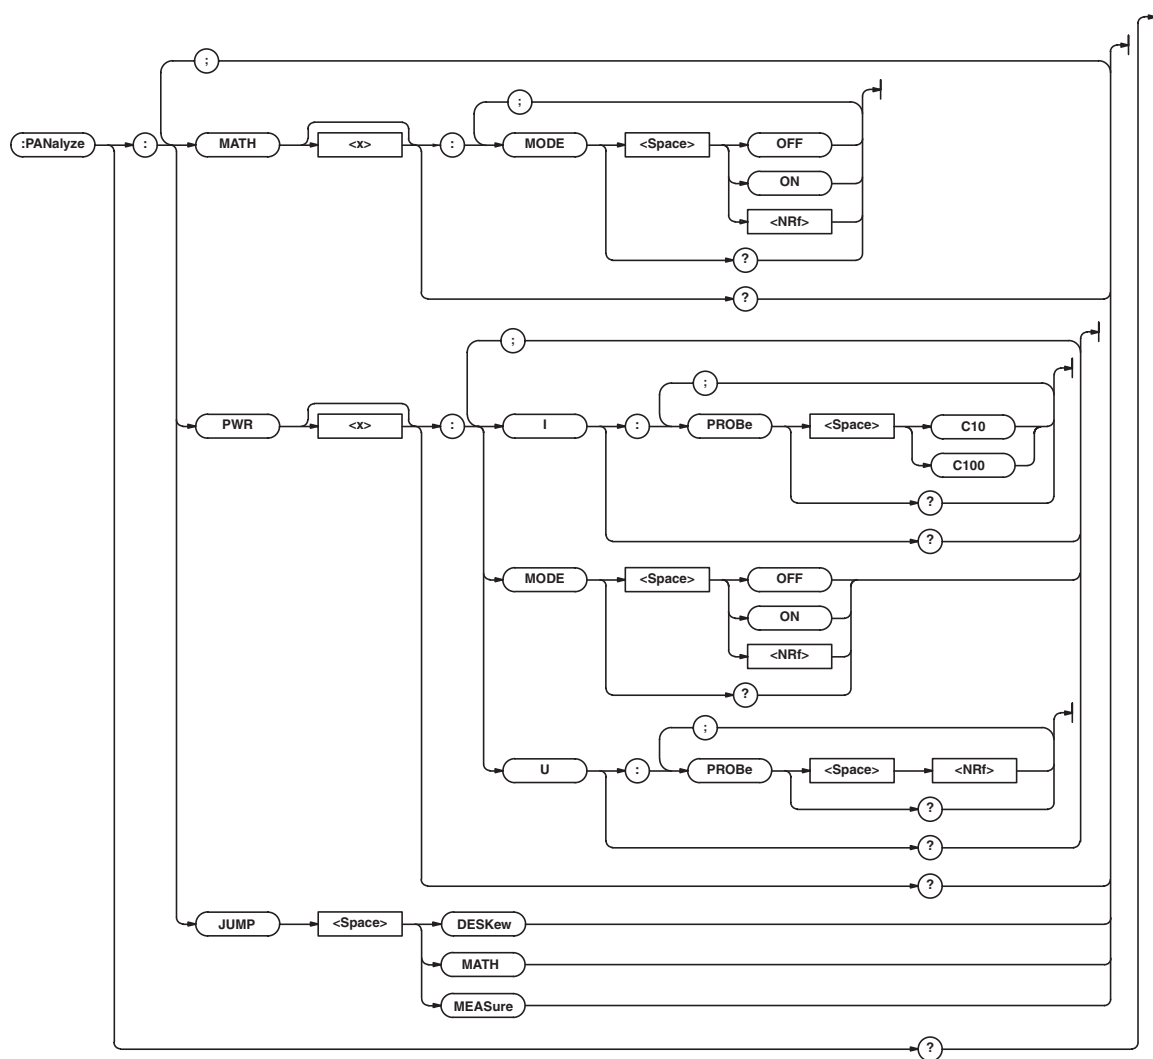 ;
;
:PANalyze : MATH <x> : MODE <Space> OFF
ON
<NRf>
?
?
;
;
PWR <x> : I : PROBe <Space> C10
C100
?
?
MODE <Space> OFF
ON
<NRf>
?
;
U : PROBe <Space> <NRf>
?
?
?
JUMP <Space> DESKew
MATH
MEASure
?